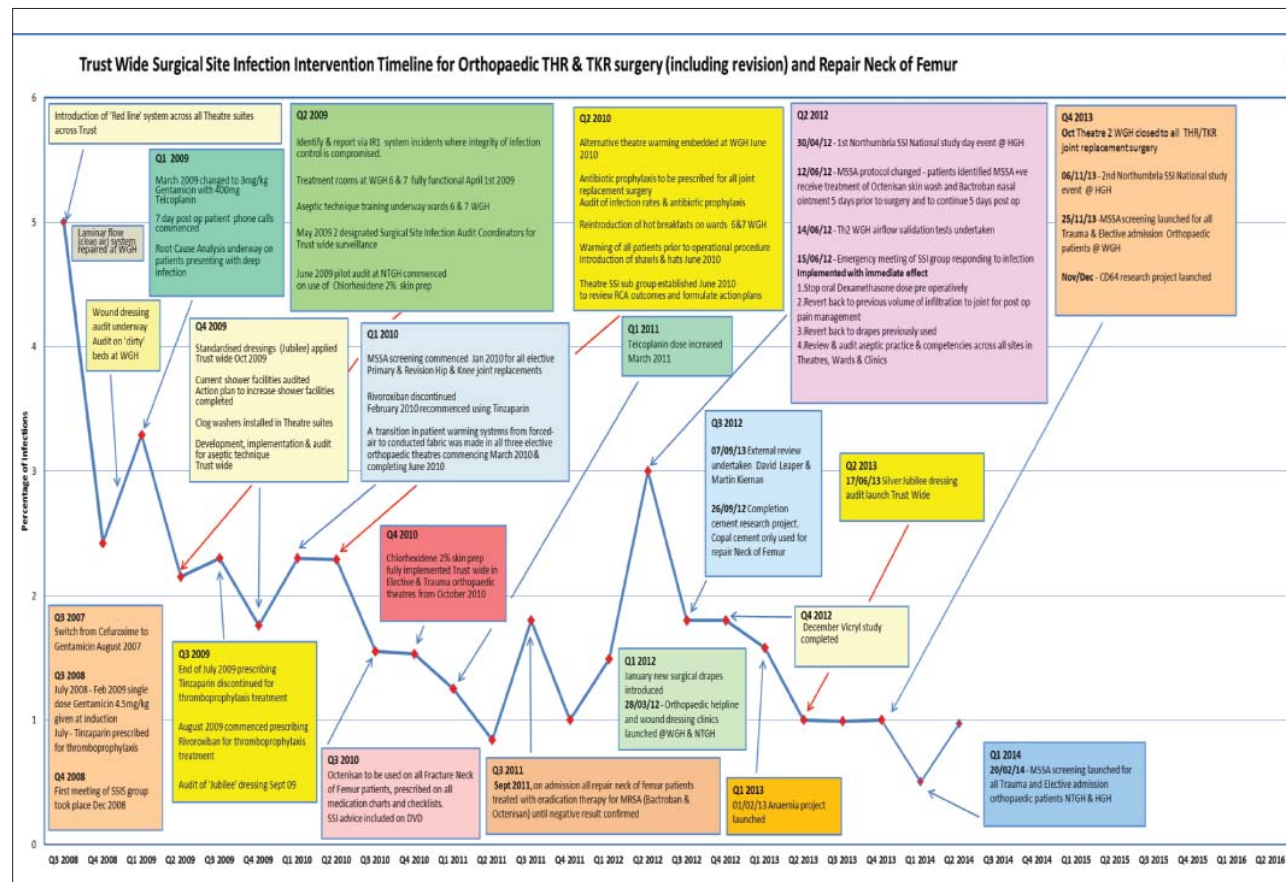 Trust Wide Surgical Site Infection Intervention Timeline for Orthopaedic THR & TKR surgery (including revision) and Repair Neck of Femur
Percentage of Infections
6
5
4
3
2
1
0
Introduction of 'Red line' system across all Theatre suites
across Trust
Laminar flow
(clean air) system
repaired at WGH
Wound dressing
audit underway
Audit on 'dirty'
beds at WGH
Q1 2009
March 2009 changed to 3mg/kg
Gentamicin with 400mg
Teicoplanin
7 day post op patient phone calls
commenced
Root Cause Analysis underway on
patients presenting with deep
infection
Q2 2009
Identify & report via IR1 system incidents where integrity of infection
control is compromised.
Treatment rooms at WGH 6 & 7 fully functional April 1st 2009
Aseptic technique training underway wards 6 & 7 WGH
May 2009 2 designated Surgical Site Infection Audit Coordinators for
Trust wide surveillance
June 2009 pilot audit at NTGH commenced
on use of Chlorhexidene 2% skin prep
Q4 2009
Standardised dressings (Jubilee) applied
Trust wide Oct 2009
Current shower facilities audited
Action plan to increase shower facilities
completed
Clog washers installed in Theatre suites
Development, implementation & audit
for aseptic technique
Trust wide
Q1 2010
MSSA screening commenced Jan 2010 for all elective
Primary & Revision Hip & Knee joint replacements
Rivoroxiban discontinued
February 2010 recommenced using Tinzaparin
A transition in patient warming systems from forced-
air to conducted fabric was made in all three elective
orthopaedic theatres commencing March 2010 &
completing June 2010
Q2 2010
Alternative theatre warming embedded at WGH June
2010
Antibiotic prophylaxis to be prescribed for all joint
replacement surgery
Audit of infection rates & antibiotic prophylaxis
Reintroduction of hot breakfasts on wards 6&7 WGH
Warming of all patients prior to operational procedure
Introduction of shawls & hats June 2010
Theatre SSI sub group established June 2010
to review RCA outcomes and formulate action plans
Q1 2011
Teicoplanin dose increased
March 2011
Q2 2012
30/04/12 - 1st Northumbria SSI National study day event @ HGH
12/06/12 - MSSA protocol changed - patients identified MSSA +ve
receive treatment of Octenisan skin wash and Bactroban nasal
ointment 5 days prior to surgery and to continue 5 days post op
14/06/12 - Th2 WGH airflow validation tests undertaken
15/06/12 - Emergency meeting of SSI group responding to infection
Implemented with immediate effect
1.Stop oral Dexamethasone dose pre operatively
2.Revert back to previous volume of infiltration to joint for post op
pain management
3.Revert back to drapes previously used
4.Review & audit aseptic practice & competencies across all sites in
Theatres, Wards & Clinics
Q4 2013
Oct Theatre 2 WGH closed to all THR/TKR
joint replacement surgery
06/11/13 - 2nd Northumbria SSI National study
event @ HGH
25/11/13 -MSSA screening launched for all
Trauma & Elective admission Orthopaedic
patients @ WGH
Nov/Dec - CD64 research project launched
Q3 2012
07/09/13 External review
undertaken David Leaper &
Martin Kiernan
26/09/12 Completion
cement research project.
Copal cement only used for
repair Neck of Femur
Q2 2013
17/06/13 Silver Jubilee dressing
audit launch Trust Wide
Q4 2010
Chlorhexidene 2% skin prep
fully implemented Trust wide in
Elective & Trauma orthopaedic
theatres from October 2010
Q4 2012
December Vicryl study
completed
Q3 2007
Switch from Cefuroxime to
Gentamicin August 2007
Q3 2008
July 2008 - Feb 2009 single
dose Gentamicin 4.5mg/kg
given at induction
July - Tinzaparin prescribed
for thromboprophylaxis
Q4 2008
First meeting of SSIS group
took place Dec 2008
Q3 2009
End of July 2009 prescribing
Tinzaparin discontinued for
thromboprophylaxis treatment
August 2009 commenced prescribing
Rivoroxiban for thromboprophylaxis
treatment
Audit of 'Jubilee' dressing Sept 09
Q3 2010
Octenisan to be used on all Fracture Neck
of Femur patients, prescribed on all
medication charts and checklists.
SSI advice included on DVD
Q3 2011
Sept 2011, on admission all repair neck of femur patients
treated with eradication therapy for MRSA (Bactroban &
Octenisan) until negative result confirmed
Q1 2012
January new surgical drapes
introduced
28/03/12 - Orthopaedic helpline
and wound dressing clinics
launched @WGH & NTGH
Q1 2013
01/02/13 Anaemia project
launched
Q1 2014
20/02/14 - MSSA screening launched for
all Trauma and Elective admission
orthopaedic patients NTGH & HGH
Q3 2008 Q4 2008 Q1 2009 Q2 2009 Q3 2009 Q4 2009 Q1 2010 Q2 2010 Q3 2010 Q4 2010 Q1 2011 Q2 2011 Q3 2011 Q4 2011 Q1 2012 Q2 2012 Q3 2012 Q4 2012 Q1 2013 Q2 2013 Q3 2013 Q4 2013 Q1 2014 Q2 2014 Q3 2014 Q4 2014 Q1 2015 Q2 2015 Q3 2015 Q4 2015 Q1 2016 Q2 2016